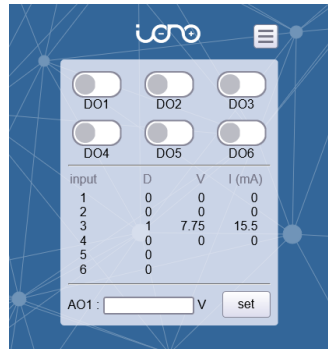 iono
DO1 DO2 DO3
DO4 DO5 DO6
input D V I (mA)
1 0 0 0
2 0 0 0
3 1 7.75 15.5
4 0 0 0
5 0
6 0
AO1 : V set